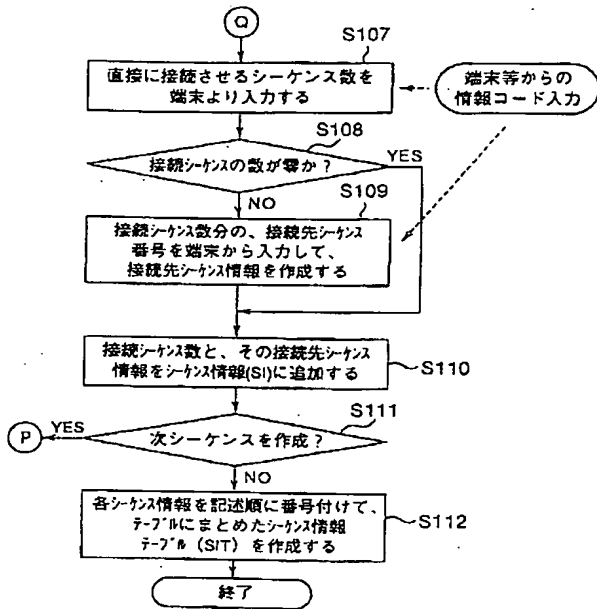 Q
S107
直接に接続させるシーケンス数を
端末より入力する
端末等からの
情報コード入力
S108
接続シーケンスの数が零か？
YES
NO
S109
接続シーケンス数分の、接続先シーケンス
番号を端末から入力して、
接続先シーケンス情報を作成する
接続シーケンス数と、その接続先シーケンス
情報をシーケンス情報(SI)に追加する
S110
S111
P
YES
次シーケンスを作成？
NO
各シーケンス情報を記述順に番号付けて、
テーブルにまとめたシーケンス情報
テーブル（SIT）を作成する
S112
終了